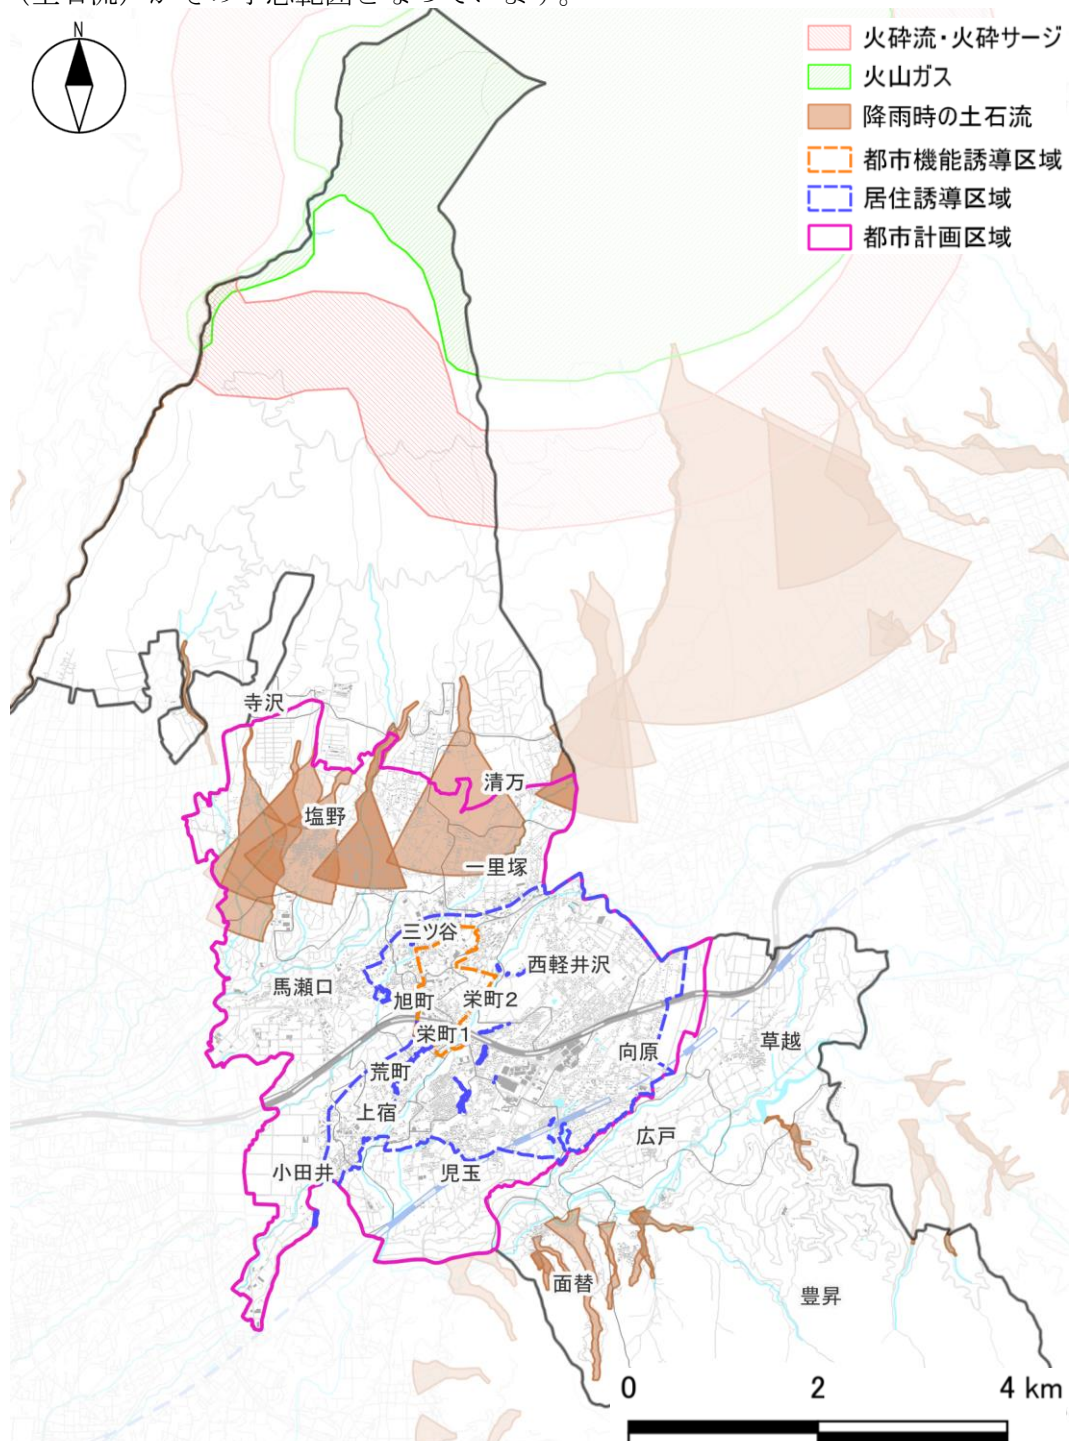 N
火砕流・火砕サージ
火山ガス
降雨時の土石流
都市機能誘導区域
居住誘導区域
都市計画区域
寺沢
清万
塩野
一里塚
三ツ谷
西軽井沢
馬瀬口
旭町
栄町2
栄町1
向原
草越
荒町
上宿
広戸
小田井
児玉
面替
豊昇
0 2 4 km